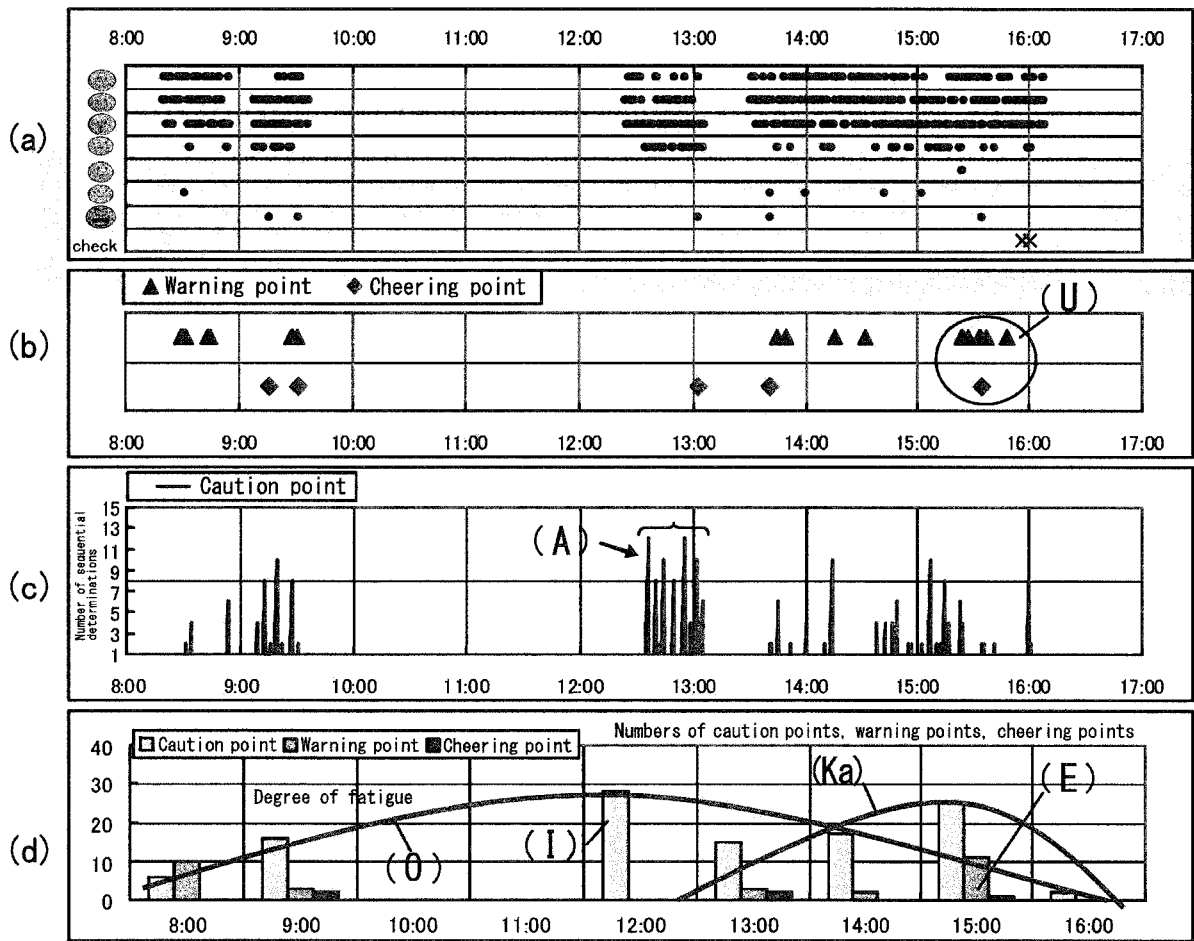 8:00 9:00 10:00 11:00 12:00 13:00 14:00 15:00 16:00 17:00
(a)
check
▲ Warning point ◆ Cheering point
(U)
(b)
8:00 9:00 10:00 11:00 12:00 13:00 14:00 15:00 16:00 17:00
Caution point
Number of sequential
determinations
15
13
11
9
7
5
3
1
(A)
(c)
8:00 9:00 10:00 11:00 12:00 13:00 14:00 15:00 16:00 17:00
Numbers of caution points, warning points, cheering points
Caution point Warning point Cheering point
40
30
20
10
0
Degree of fatigue
(O)
(I)
(Ka)
(E)
(d)
8:00 9:00 10:00 11:00 12:00 13:00 14:00 15:00 16:00